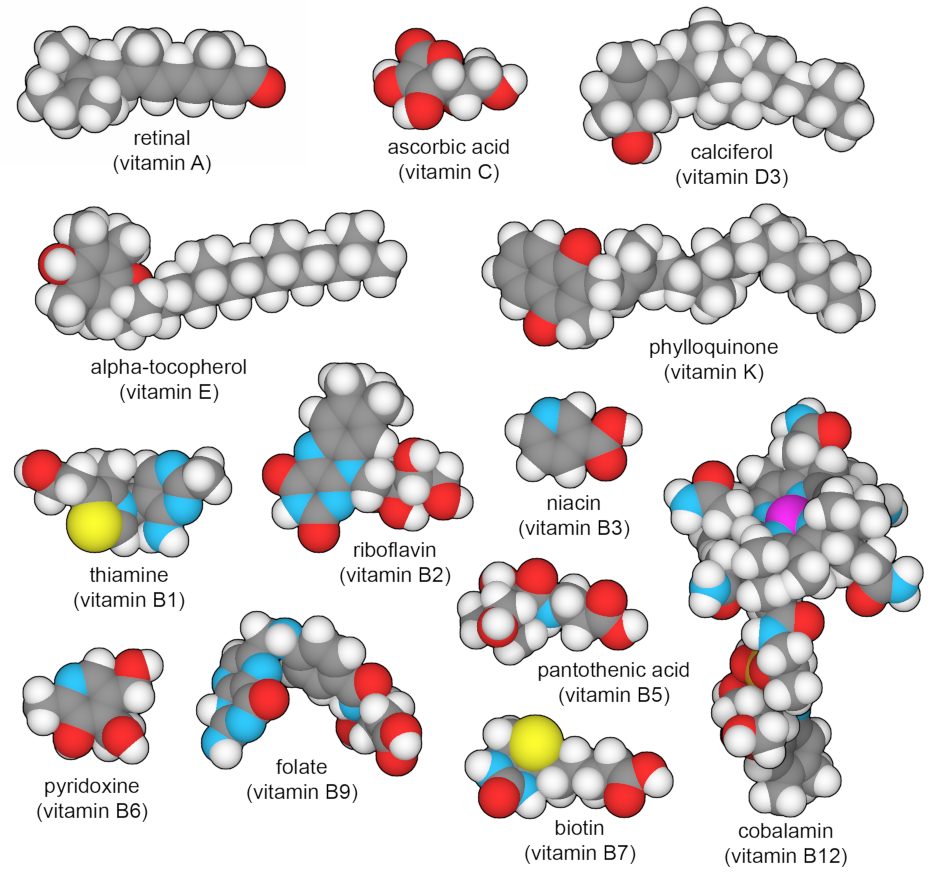 retinal
(vitamin A)
ascorbic acid
(vitamin C)
calciferol
(vitamin D3)
alpha-tocopherol
(vitamin E)
phylloquinone
(vitamin K)
thiamine
(vitamin B1)
riboflavin
(vitamin B2)
niacin
(vitamin B3)
pantothenic acid
(vitamin B5)
pyridoxine
(vitamin B6)
folate
(vitamin B9)
biotin
(vitamin B7)
cobalamin
(vitamin B12)